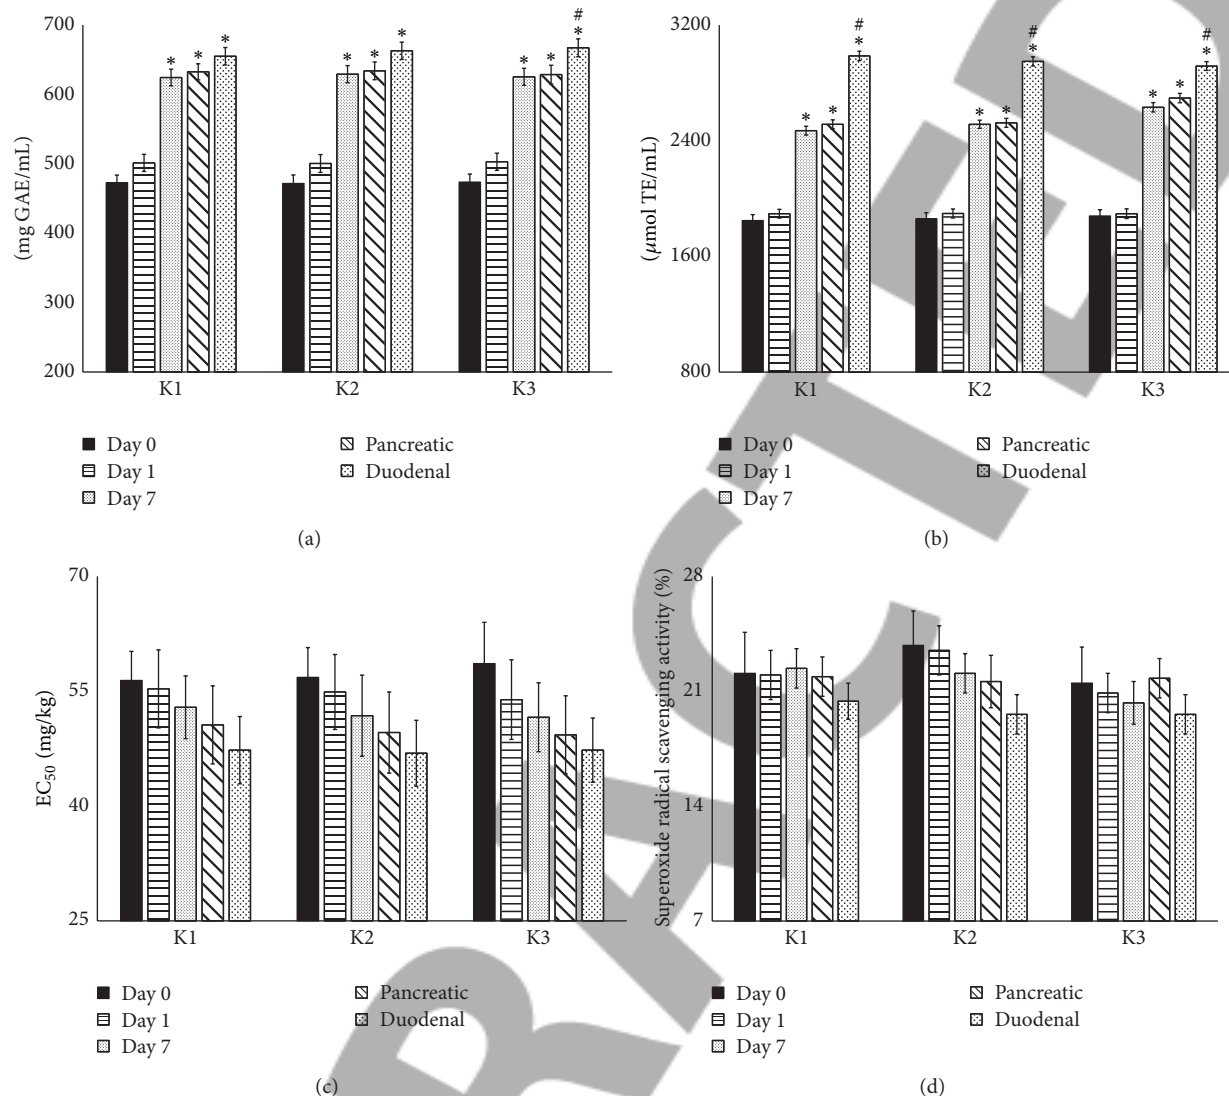 700
600
500
400
300
200
(mg GAE/mL)
* * *
* * *
* * #
*
K1 K2 K3
Day 0
Day 1
Day 7
Pancreatic
Duodenal
(a)
3200
2400
1600
800
(μmol TE/mL)
* * #
*
* * #
*
* * #
*
K1 K2 K3
Day 0
Day 1
Day 7
Pancreatic
Duodenal
(b)
70
55
40
25
EC50 (mg/kg)
K1 K2 K3
Day 0
Day 1
Day 7
Pancreatic
Duodenal
(c)
28
21
14
7
Superoxide radical scavenging activity (%)
K1 K2 K3
Day 0
Day 1
Day 7
Pancreatic
Duodenal
(d)
RACTED